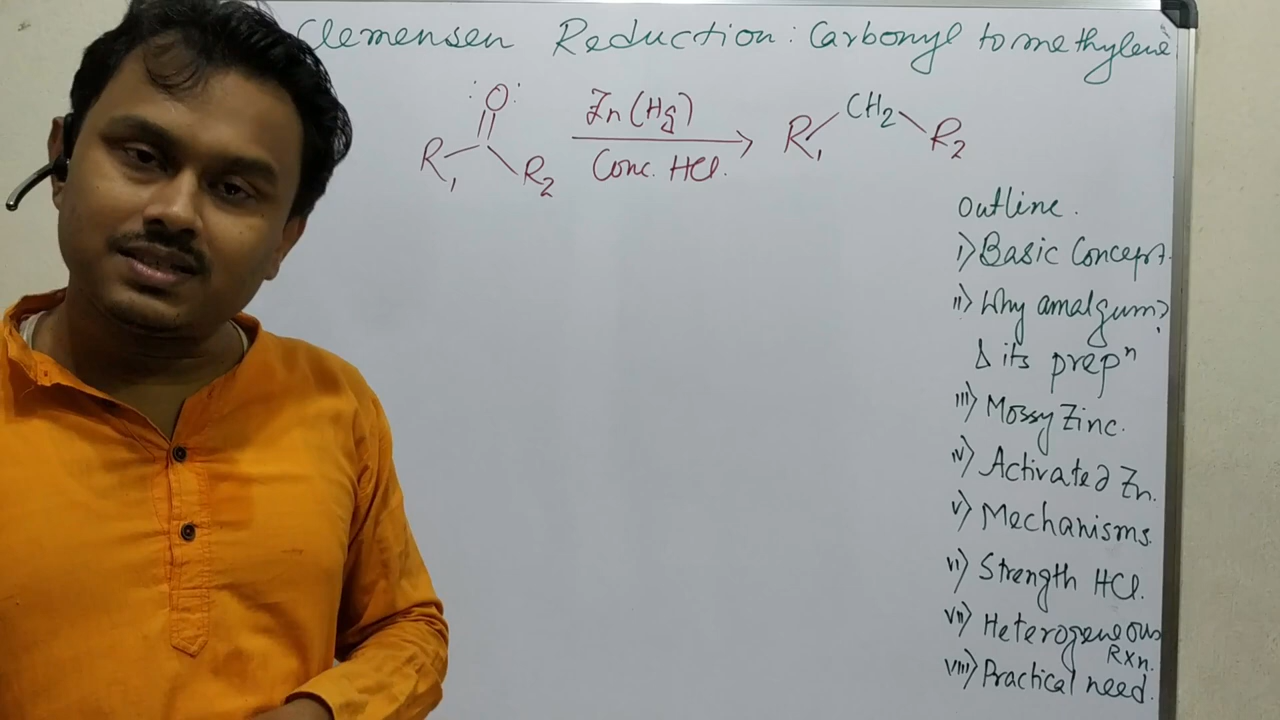 Clemensen Reduction: Carbonyl to methylene
:O:
R1 R2
Zn(Hg)
Conc. HCl.
R1 CH2 R2
outline.
i) Basic Concept.
ii) Why amalgum?
& its prepn
iii) Mossy Zinc.
iv) Activated Zn.
v) Mechanisms.
vi) Strength HCl.
vii) Heterogeneous
Rxn.
viii) Practical need.